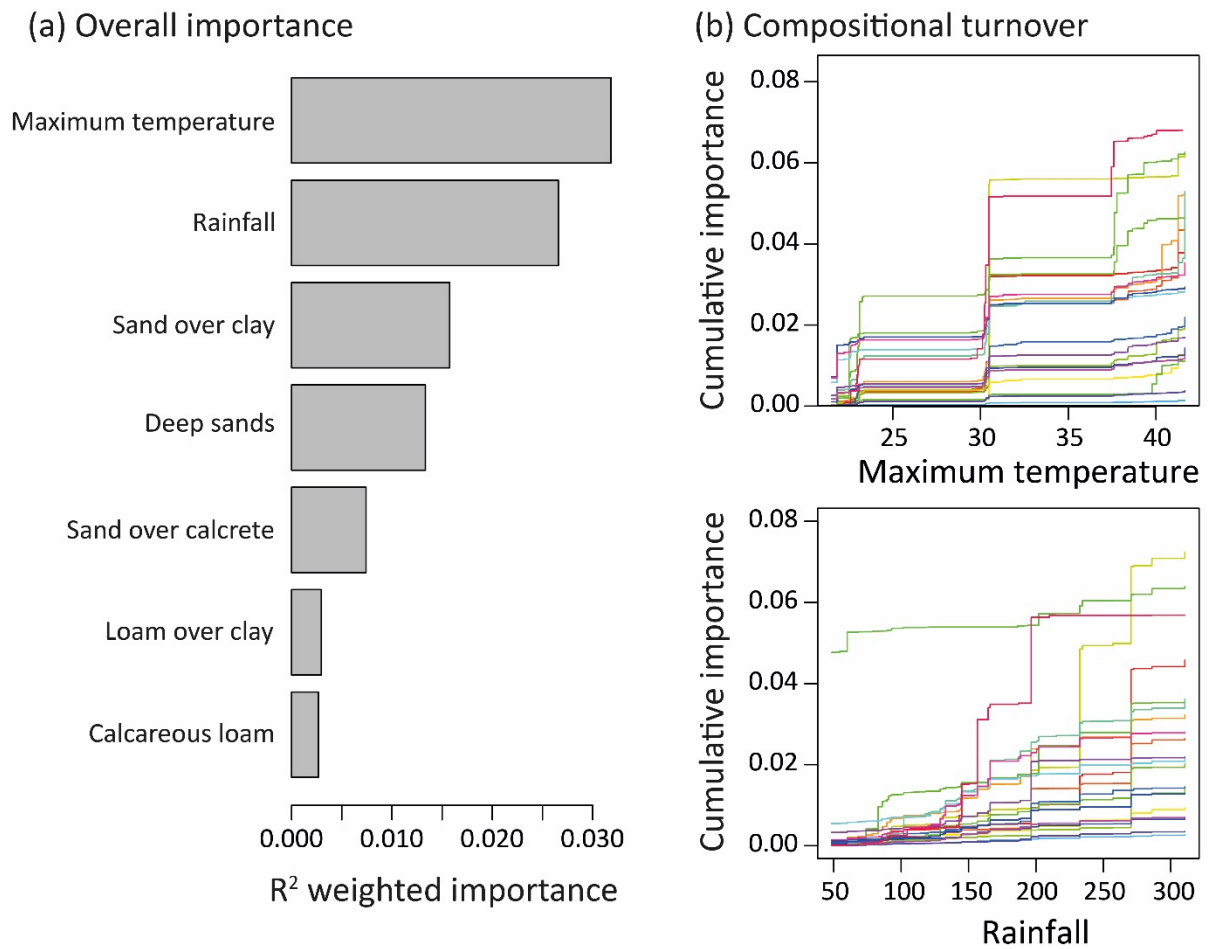 (a) Overall importance
Maximum temperature
Rainfall
Sand over clay
Deep sands
Sand over calcrete
Loam over clay
Calcareous loam
0.000 0.010 0.020 0.030
R² weighted importance
(b) Compositional turnover
Cumulative importance
0.08
0.06
0.04
0.02
0.00
25 30 35 40
Maximum temperature
Cumulative importance
0.08
0.06
0.04
0.02
0.00
50 100 150 200 250 300
Rainfall